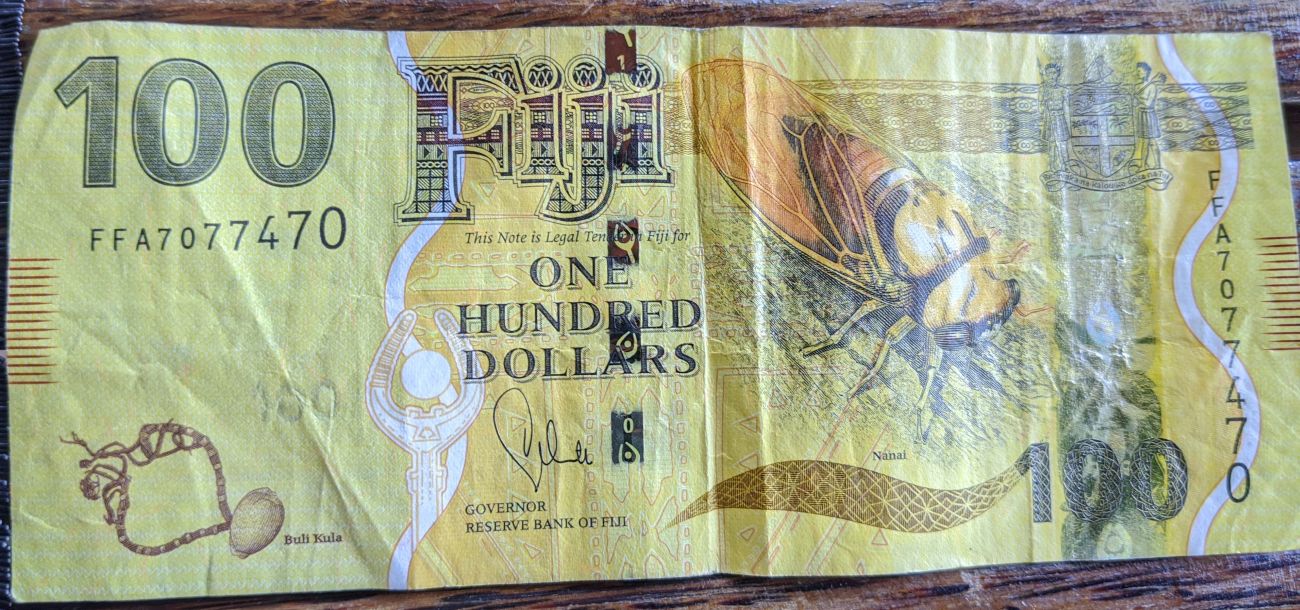 100
Fiji
FFA7077470
This Note is Legal Tender in Fiji for
ONE
HUNDRED
DOLLARS
GOVERNOR
RESERVE BANK OF FIJI
Buli Kula
Nanai
100
FFA7077470